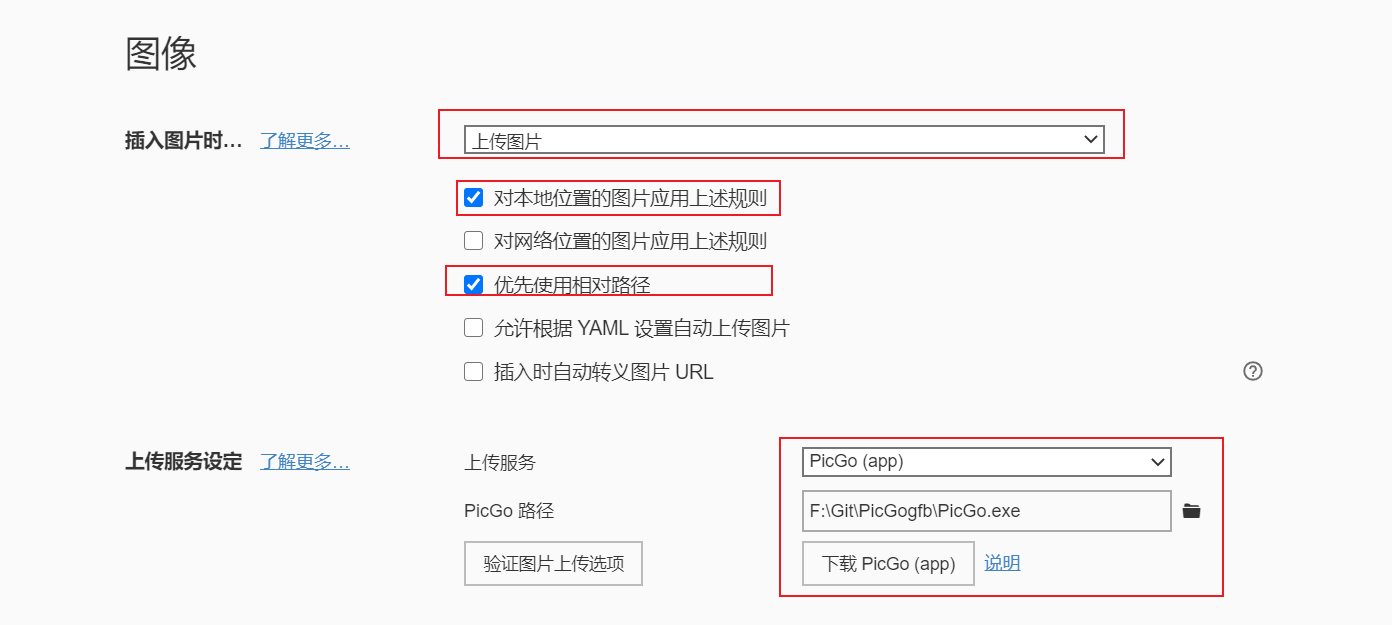 图像
插入图片时… 了解更多… 上传图片
对本地位置的图片应用上述规则
对网络位置的图片应用上述规则
优先使用相对路径
允许根据 YAML 设置自动上传图片
插入时自动转义图片 URL
上传服务设定 了解更多… 上传服务 PicGo (app)
PicGo 路径 F:\Git\PicGogfb\PicGo.exe
验证图片上传选项 下载 PicGo (app) 说明